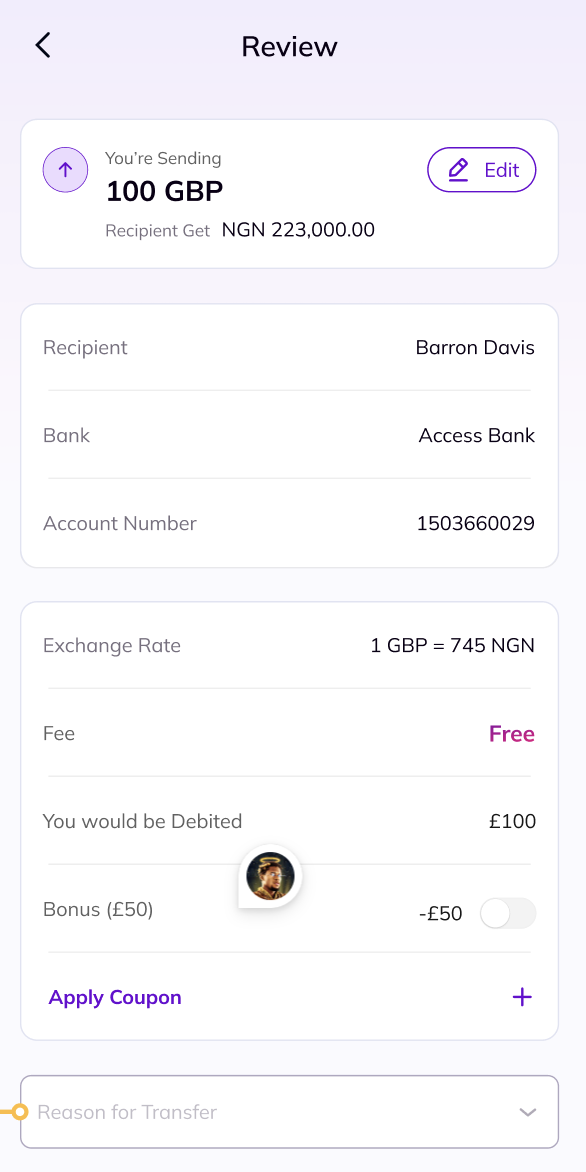 Review
You're Sending
100 GBP
Edit
Recipient Get NGN 223,000.00
Recipient Barron Davis
Bank Access Bank
Account Number 1503660029
Exchange Rate 1 GBP = 745 NGN
Fee Free
You would be Debited £100
Bonus (£50) -£50
Apply Coupon +
Reason for Transfer